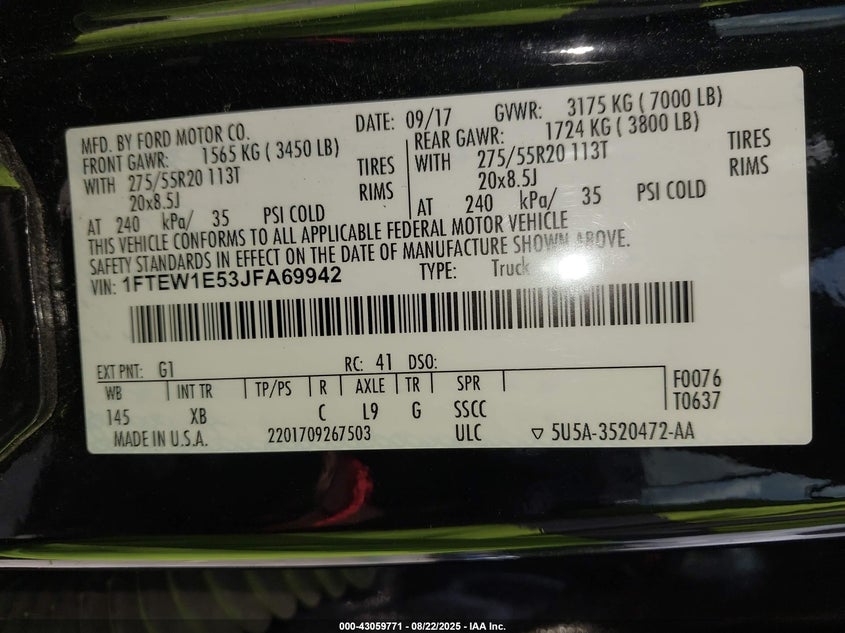 MFD. BY FORD MOTOR CO. DATE: 09/17 GVWR: 3175 KG ( 7000 LB)
FRONT GAWR: 1565 KG ( 3450 LB) REAR GAWR: 1724 KG ( 3800 LB)
WITH 275/55R20 113T TIRES WITH 275/55R20 113T TIRES
20x8.5J RIMS 20x8.5J RIMS
AT 240 kPa/ 35 PSI COLD AT 240 kPa/ 35 PSI COLD
THIS VEHICLE CONFORMS TO ALL APPLICABLE FEDERAL MOTOR VEHICLE
SAFETY STANDARDS IN EFFECT ON THE DATE OF MANUFACTURE SHOWN ABOVE.
VIN: 1FTEW1E53JFA69942 TYPE: Truck
EXT PNT: G1 RC: 41 DSO:
WB INT TR TP/PS R AXLE TR SPR F0076
145 XB C L9 G SSCC T0637
MADE IN U.S.A. 2201709267503 ULC ▽ 5U5A-3520472-AA
000-43059771 - 08/22/2025 - IAA Inc.